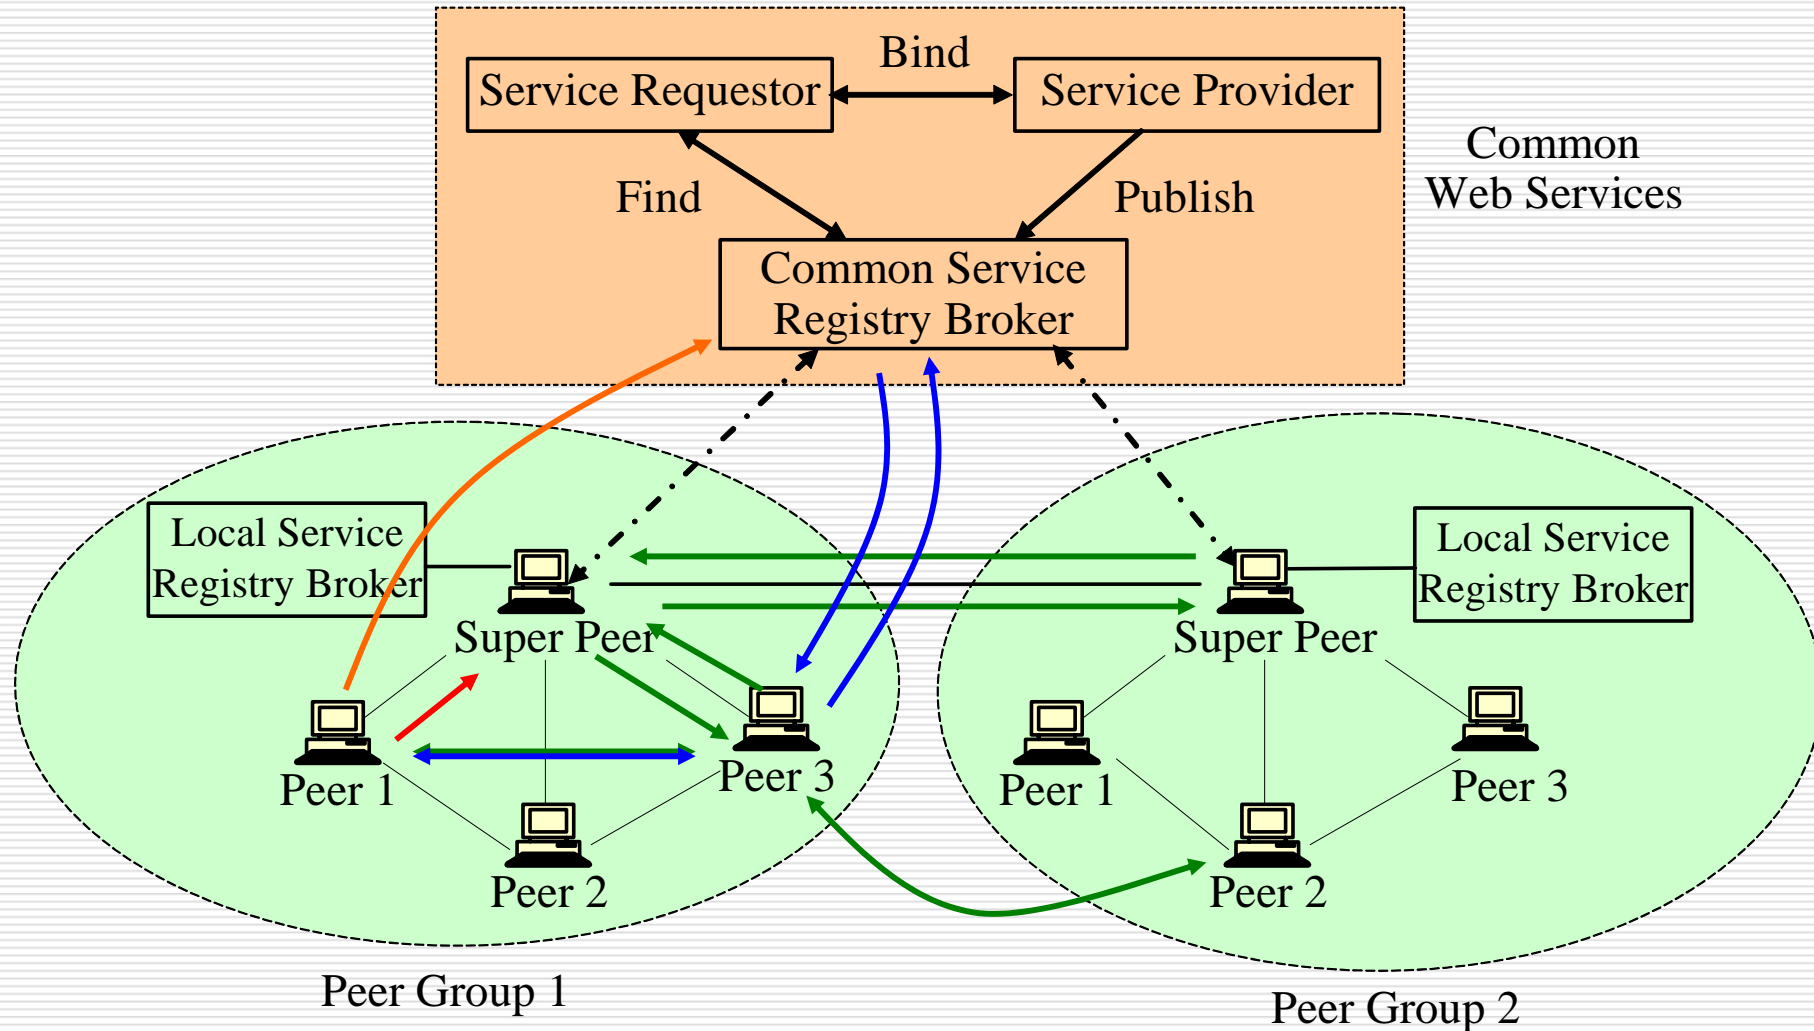 Bind
Service Requestor
Service Provider
Common
Web Services
Find
Publish
Common Service
Registry Broker
Local Service
Registry Broker
Super Peer
Peer 1
Peer 3
Peer 2
Peer Group 1
Local Service
Registry Broker
Super Peer
Peer 1
Peer 3
Peer 2
Peer Group 2